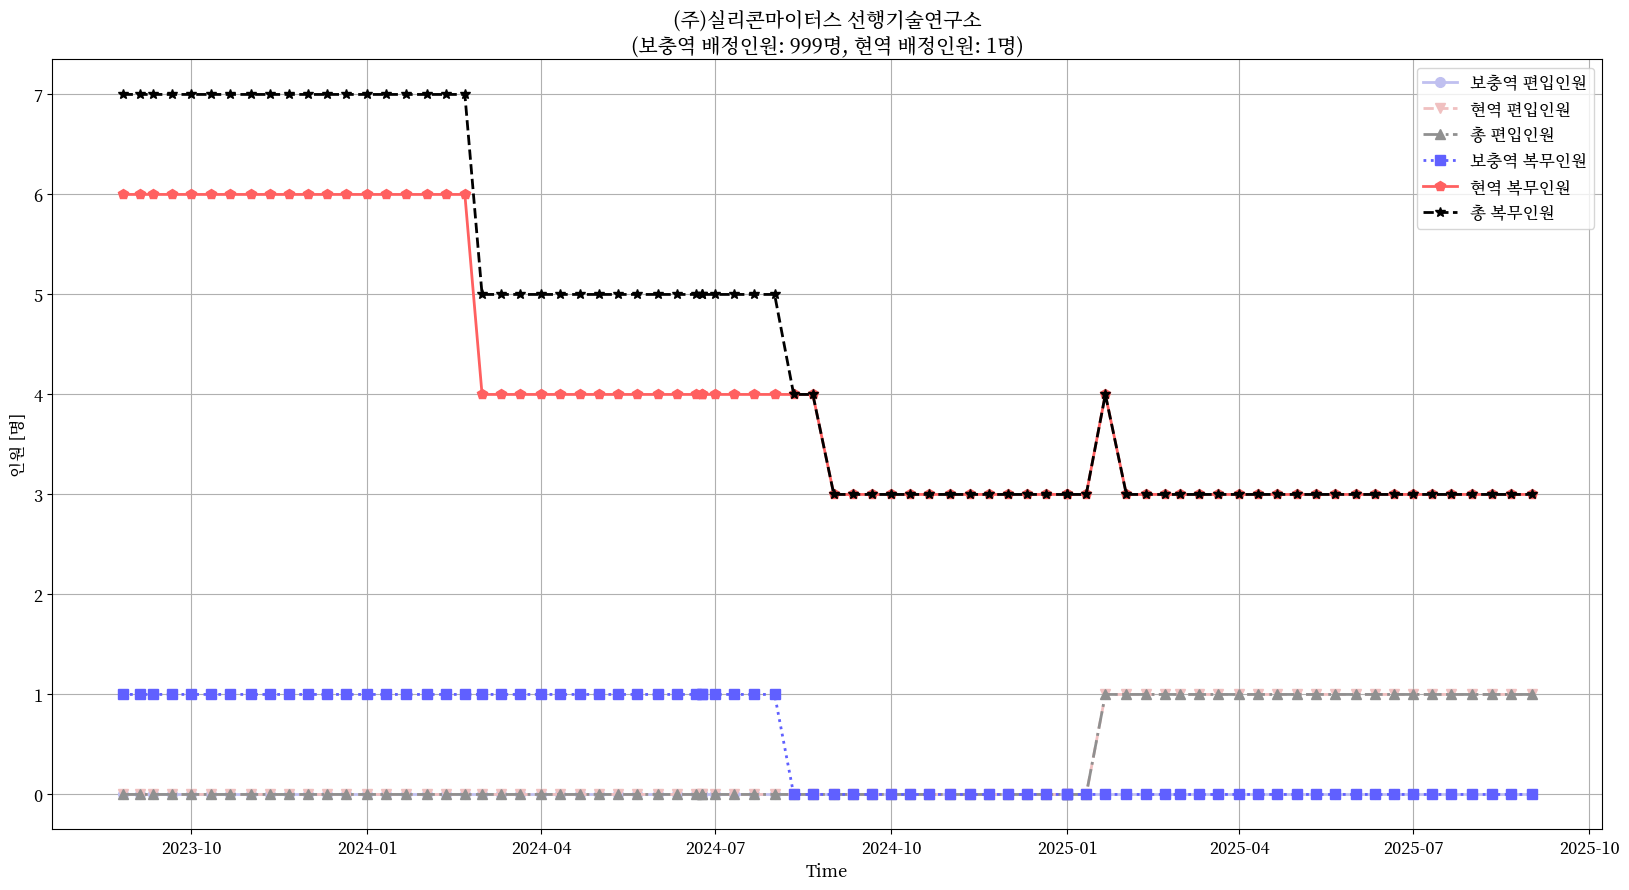 (주)실리콘마이터스 선행기술연구소
(보충역 배정인원: 999명, 현역 배정인원: 1명)
보충역 편입인원
현역 편입인원
총 편입인원
보충역 복무인원
현역 복무인원
총 복무인원
인원 [명]
7
6
5
4
3
2
1
0
2023-10
2024-01
2024-04
2024-07
2024-10
2025-01
2025-04
2025-07
2025-10
Time